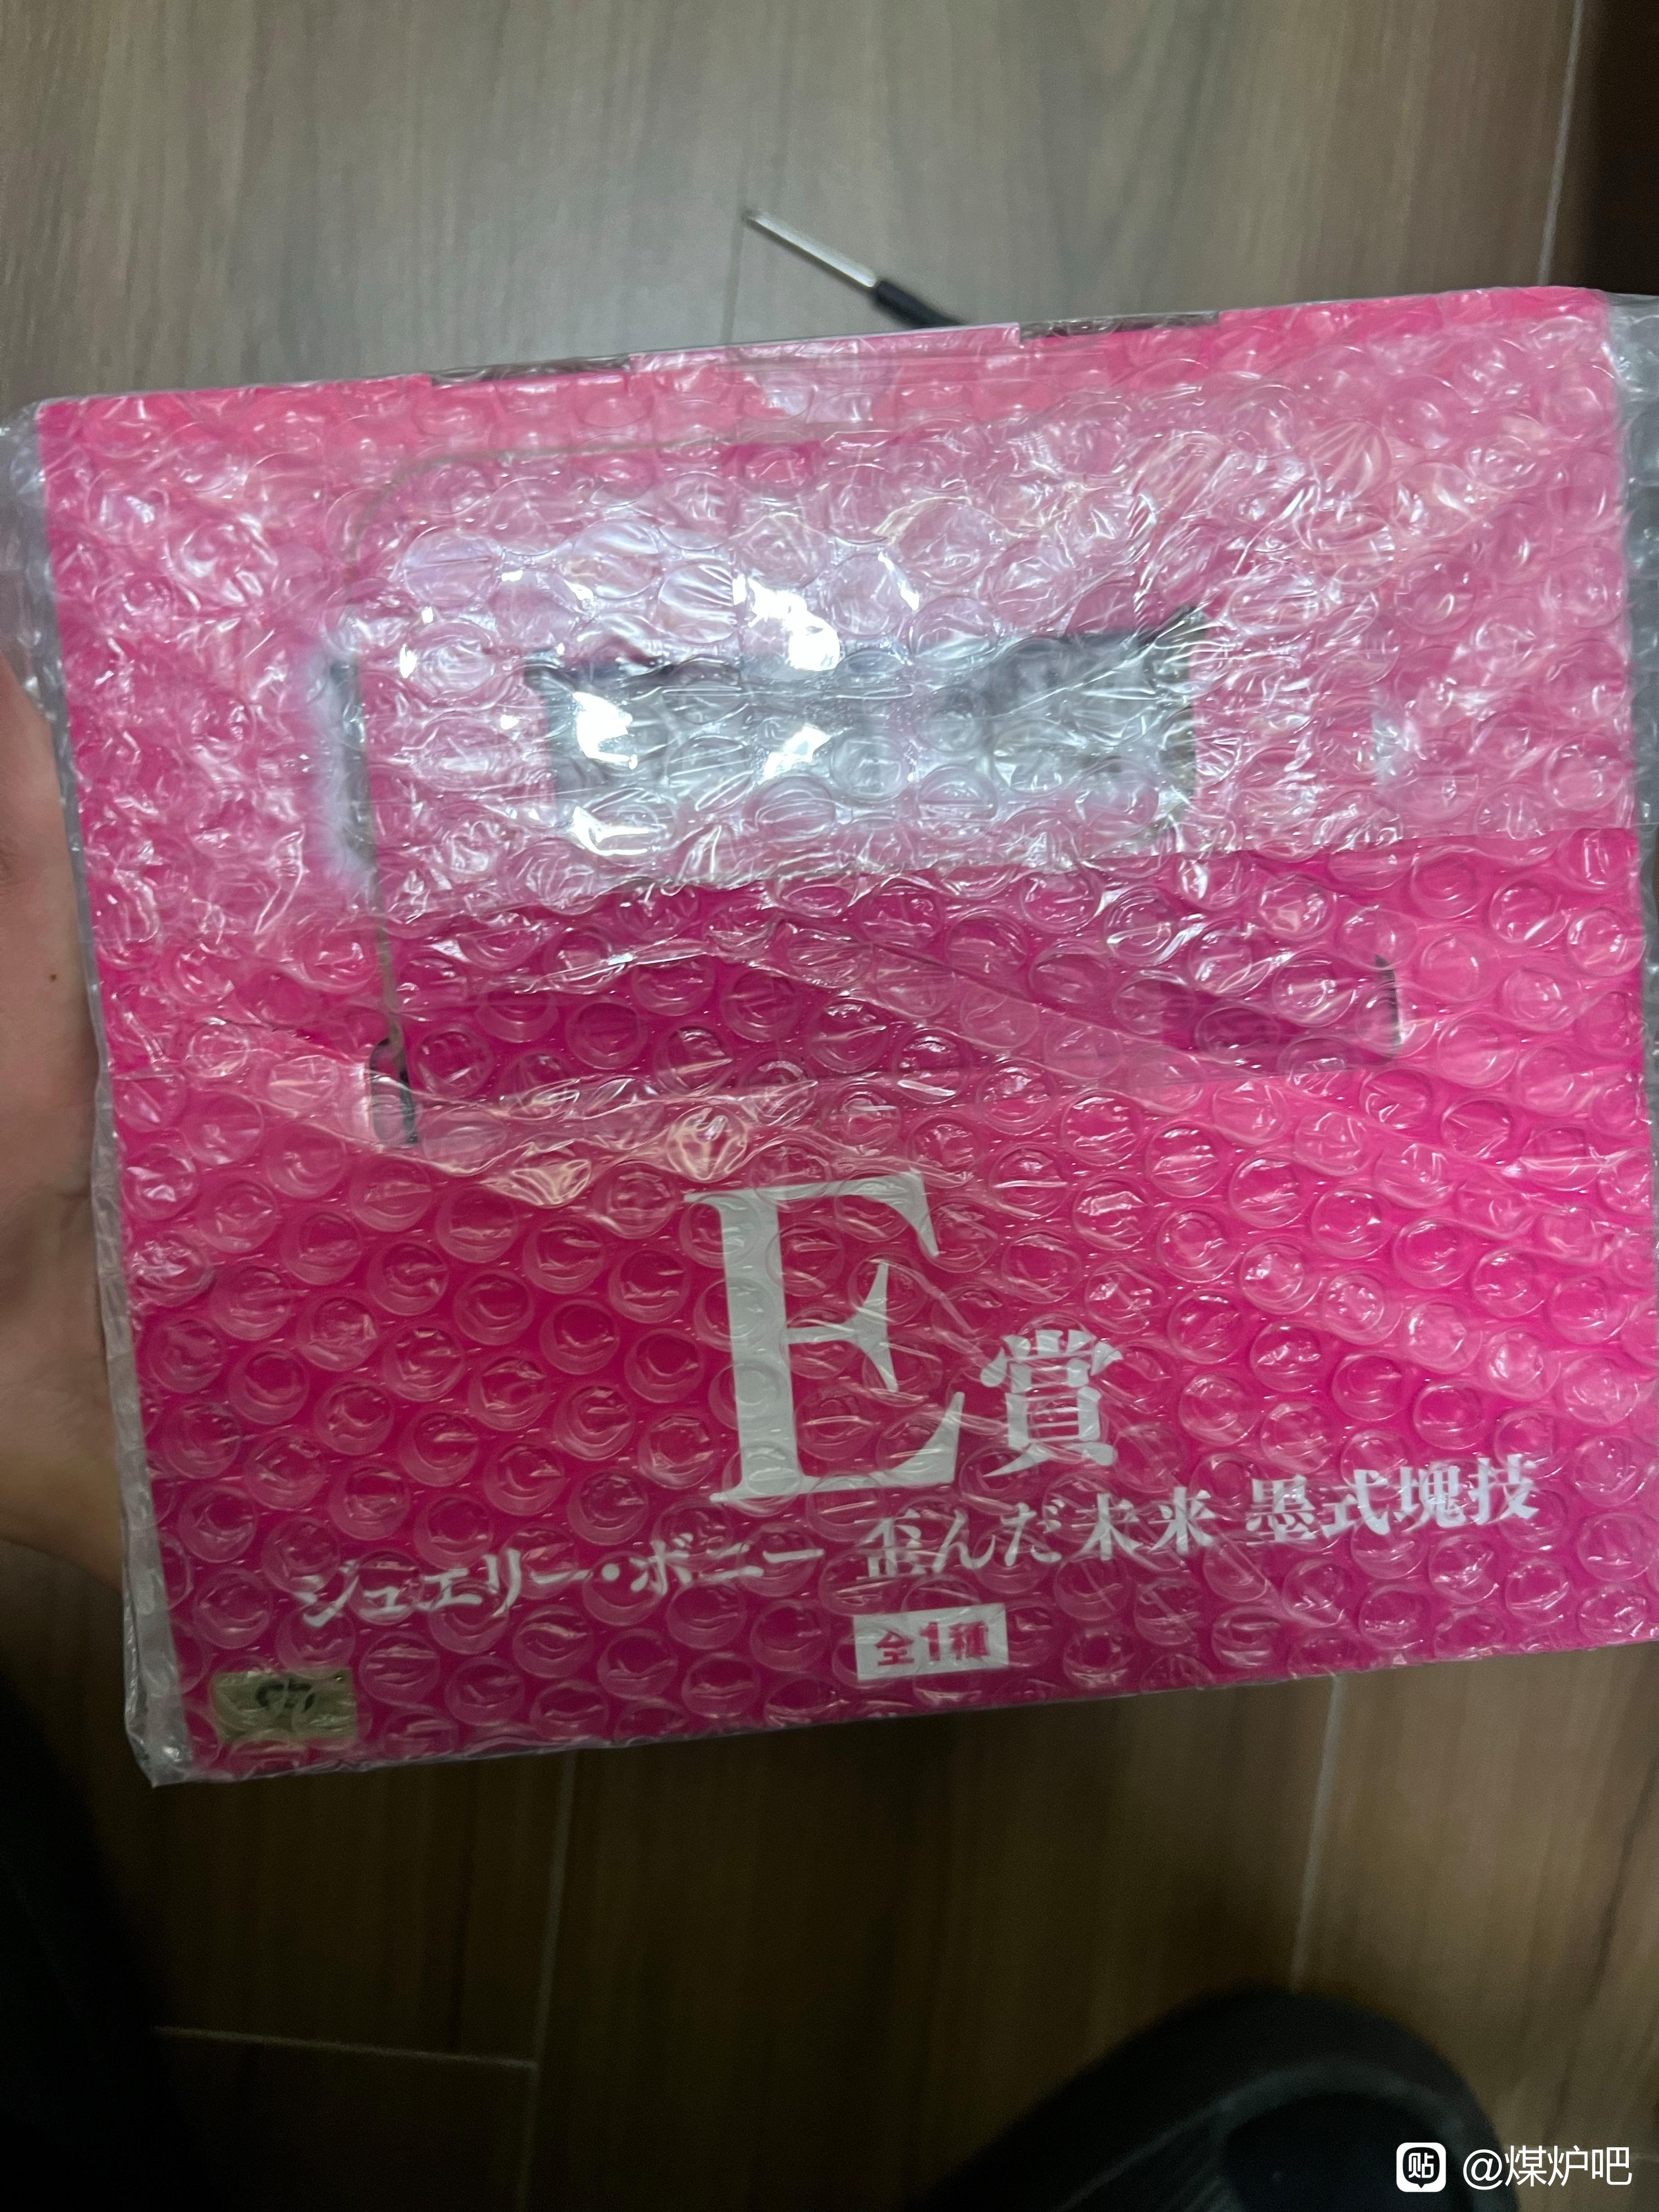 E賞
ジュエリー・ボニー 歪んだ未来 墨式塊技
全1種
贴 @煤炉吧